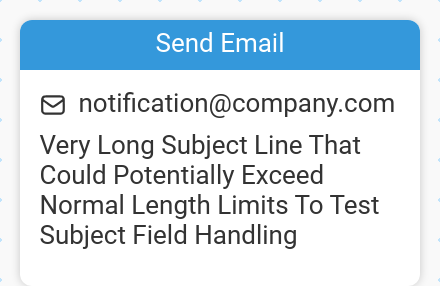 Send Email
notification@company.com
Very Long Subject Line That
Could Potentially Exceed
Normal Length Limits To Test
Subject Field Handling